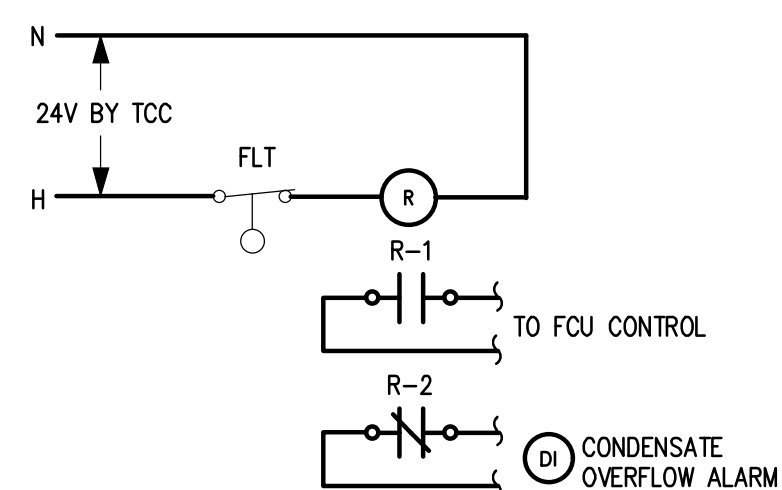 N
24V BY TCC
FLT
H
R
R-1
TO FCU CONTROL
R-2
DI
CONDENSATE
OVERFLOW ALARM